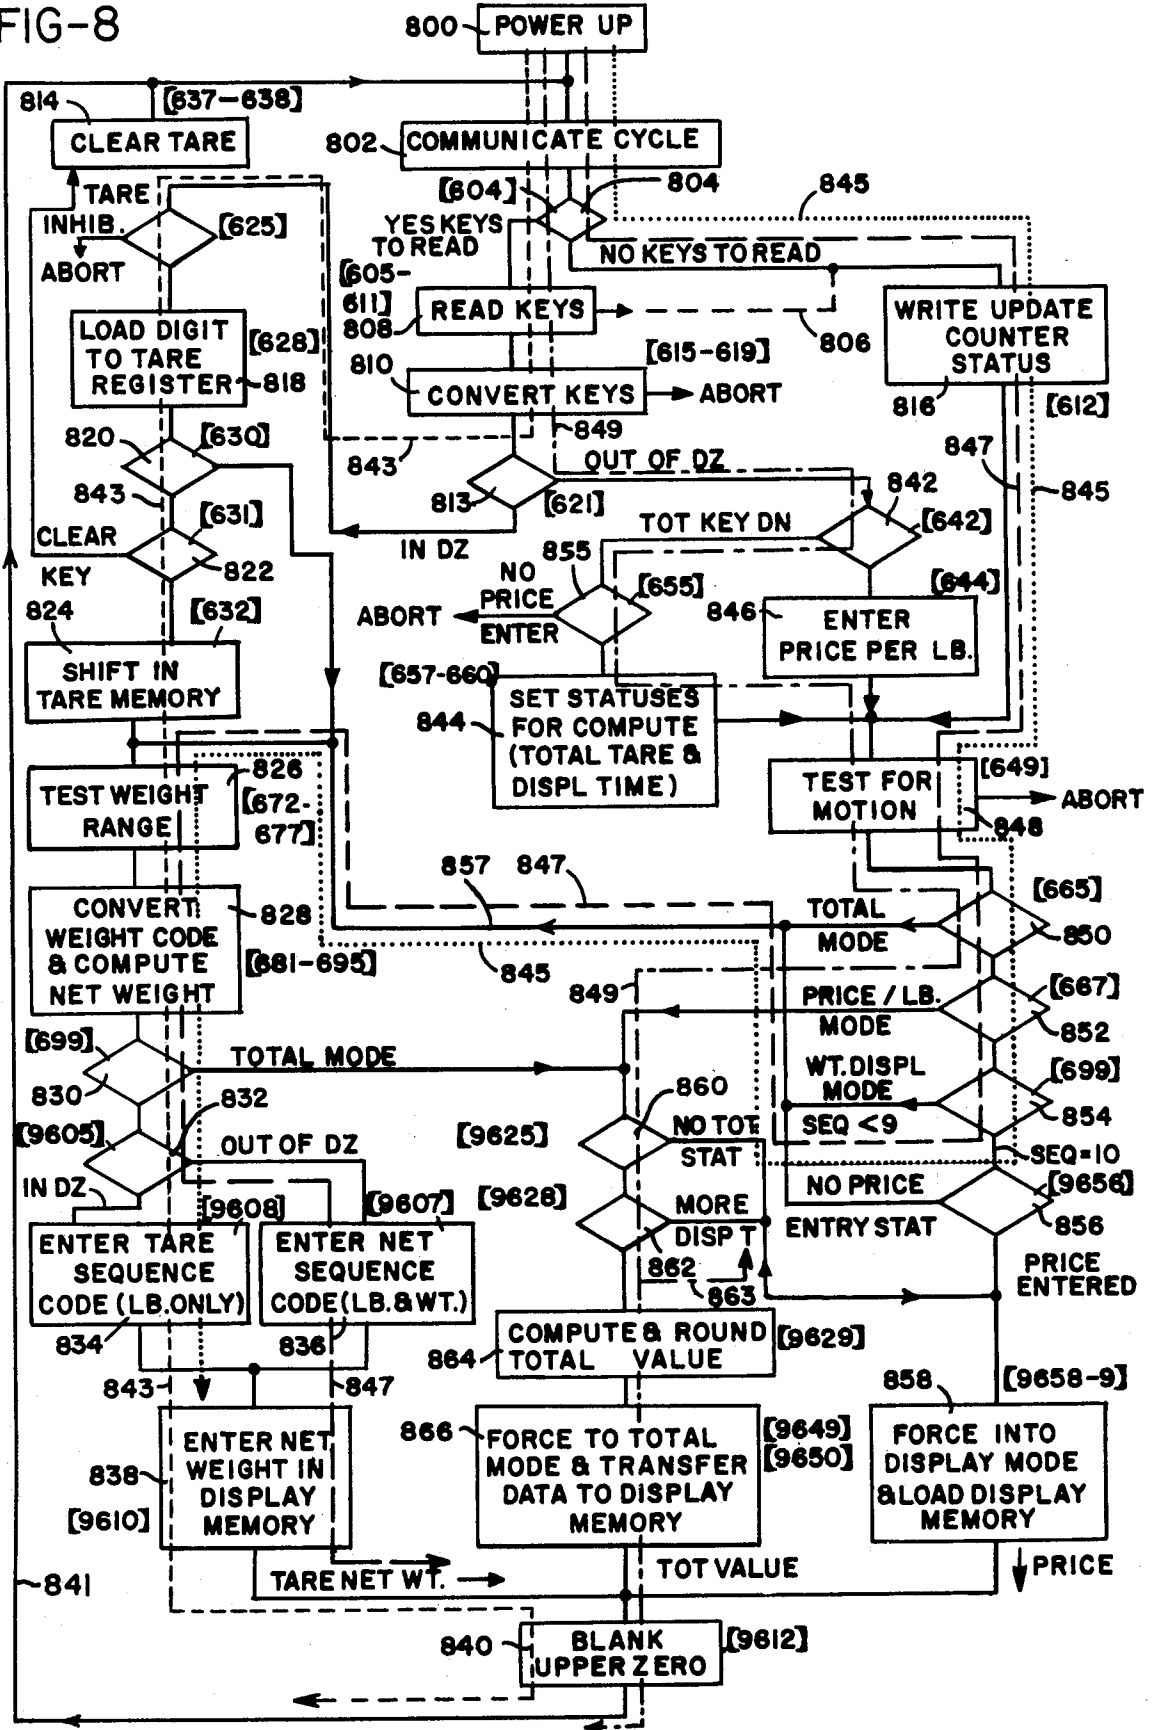 FIG-8
800
POWER UP
814
[637-638]
CLEAR TARE
802
COMMUNICATE CYCLE
[604]
804
845
TARE
INHIB.
[625]
ABORT
YES KEYS
TO READ
NO KEYS TO READ
[605-
611]
808
READ KEYS
806
WRITE UPDATE
COUNTER
STATUS
816
[612]
LOAD DIGIT
TO TARE
REGISTER
[628]
818
810
[615-619]
CONVERT KEYS
ABORT
849
843
820
[630]
843
[631]
CLEAR
KEY
822
813
[621]
OUT OF DZ
IN DZ
842
[642]
847
845
TOT KEY DN
855
NO
PRICE
ENTER
[655]
ABORT
[644]
846
ENTER
PRICE PER LB.
824
[632]
SHIFT IN
TARE MEMORY
[657-660]
844
SET STATUSES
FOR COMPUTE
(TOTAL TARE &
DISPL TIME)
826
TEST WEIGHT
RANGE
[672-
677]
TEST FOR
MOTION
[649]
ABORT
848
857
847
[665]
TOTAL
MODE
850
828
CONVERT
WEIGHT CODE
& COMPUTE
NET WEIGHT
[681-695]
845
849
PRICE/LB.
MODE
[667]
852
[699]
830
TOTAL MODE
WT. DISPL
MODE
SEQ <9
[699]
854
860
[9625]
NO TOT
STAT
SEQ=10
[9605]
832
OUT OF DZ
IN DZ
[9608]
[9607]
[9628]
MORE
DISP T
862
863
NO PRICE
ENTRY STAT
[9656]
856
PRICE
ENTERED
ENTER TARE
SEQUENCE
CODE (LB. ONLY)
834
ENTER NET
SEQUENCE
CODE (LB. & WT.)
836
864
COMPUTE & ROUND
TOTAL VALUE
[9629]
843
847
858
[9658-9]
838
[9610]
ENTER NET
WEIGHT IN
DISPLAY
MEMORY
866
FORCE TO TOTAL
MODE & TRANSFER
DATA TO DISPLAY
MEMORY
[9649]
[9650]
FORCE INTO
DISPLAY MODE
& LOAD DISPLAY
MEMORY
841
TARE NET WT.
TOT VALUE
PRICE
840
BLANK
UPPER ZERO
[9612]